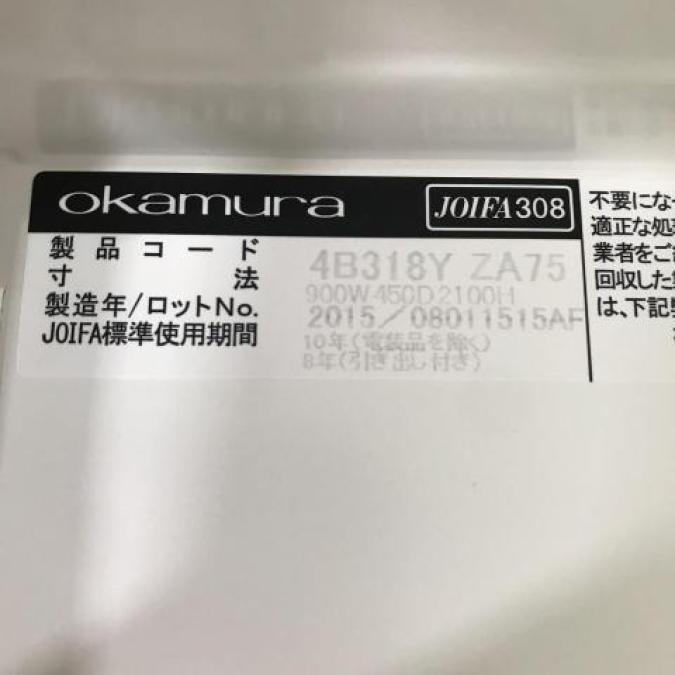 okamura JOIFA308
製品コード 4B318Y ZA75
寸法 900W450D2100H
製造年/ロットNo. 2015/08011515AF
JOIFA標準使用期間 10年(電装品を除く)
8年(引き出し付き)
不要にな
適正な処
業者をご
回収した
は、下記